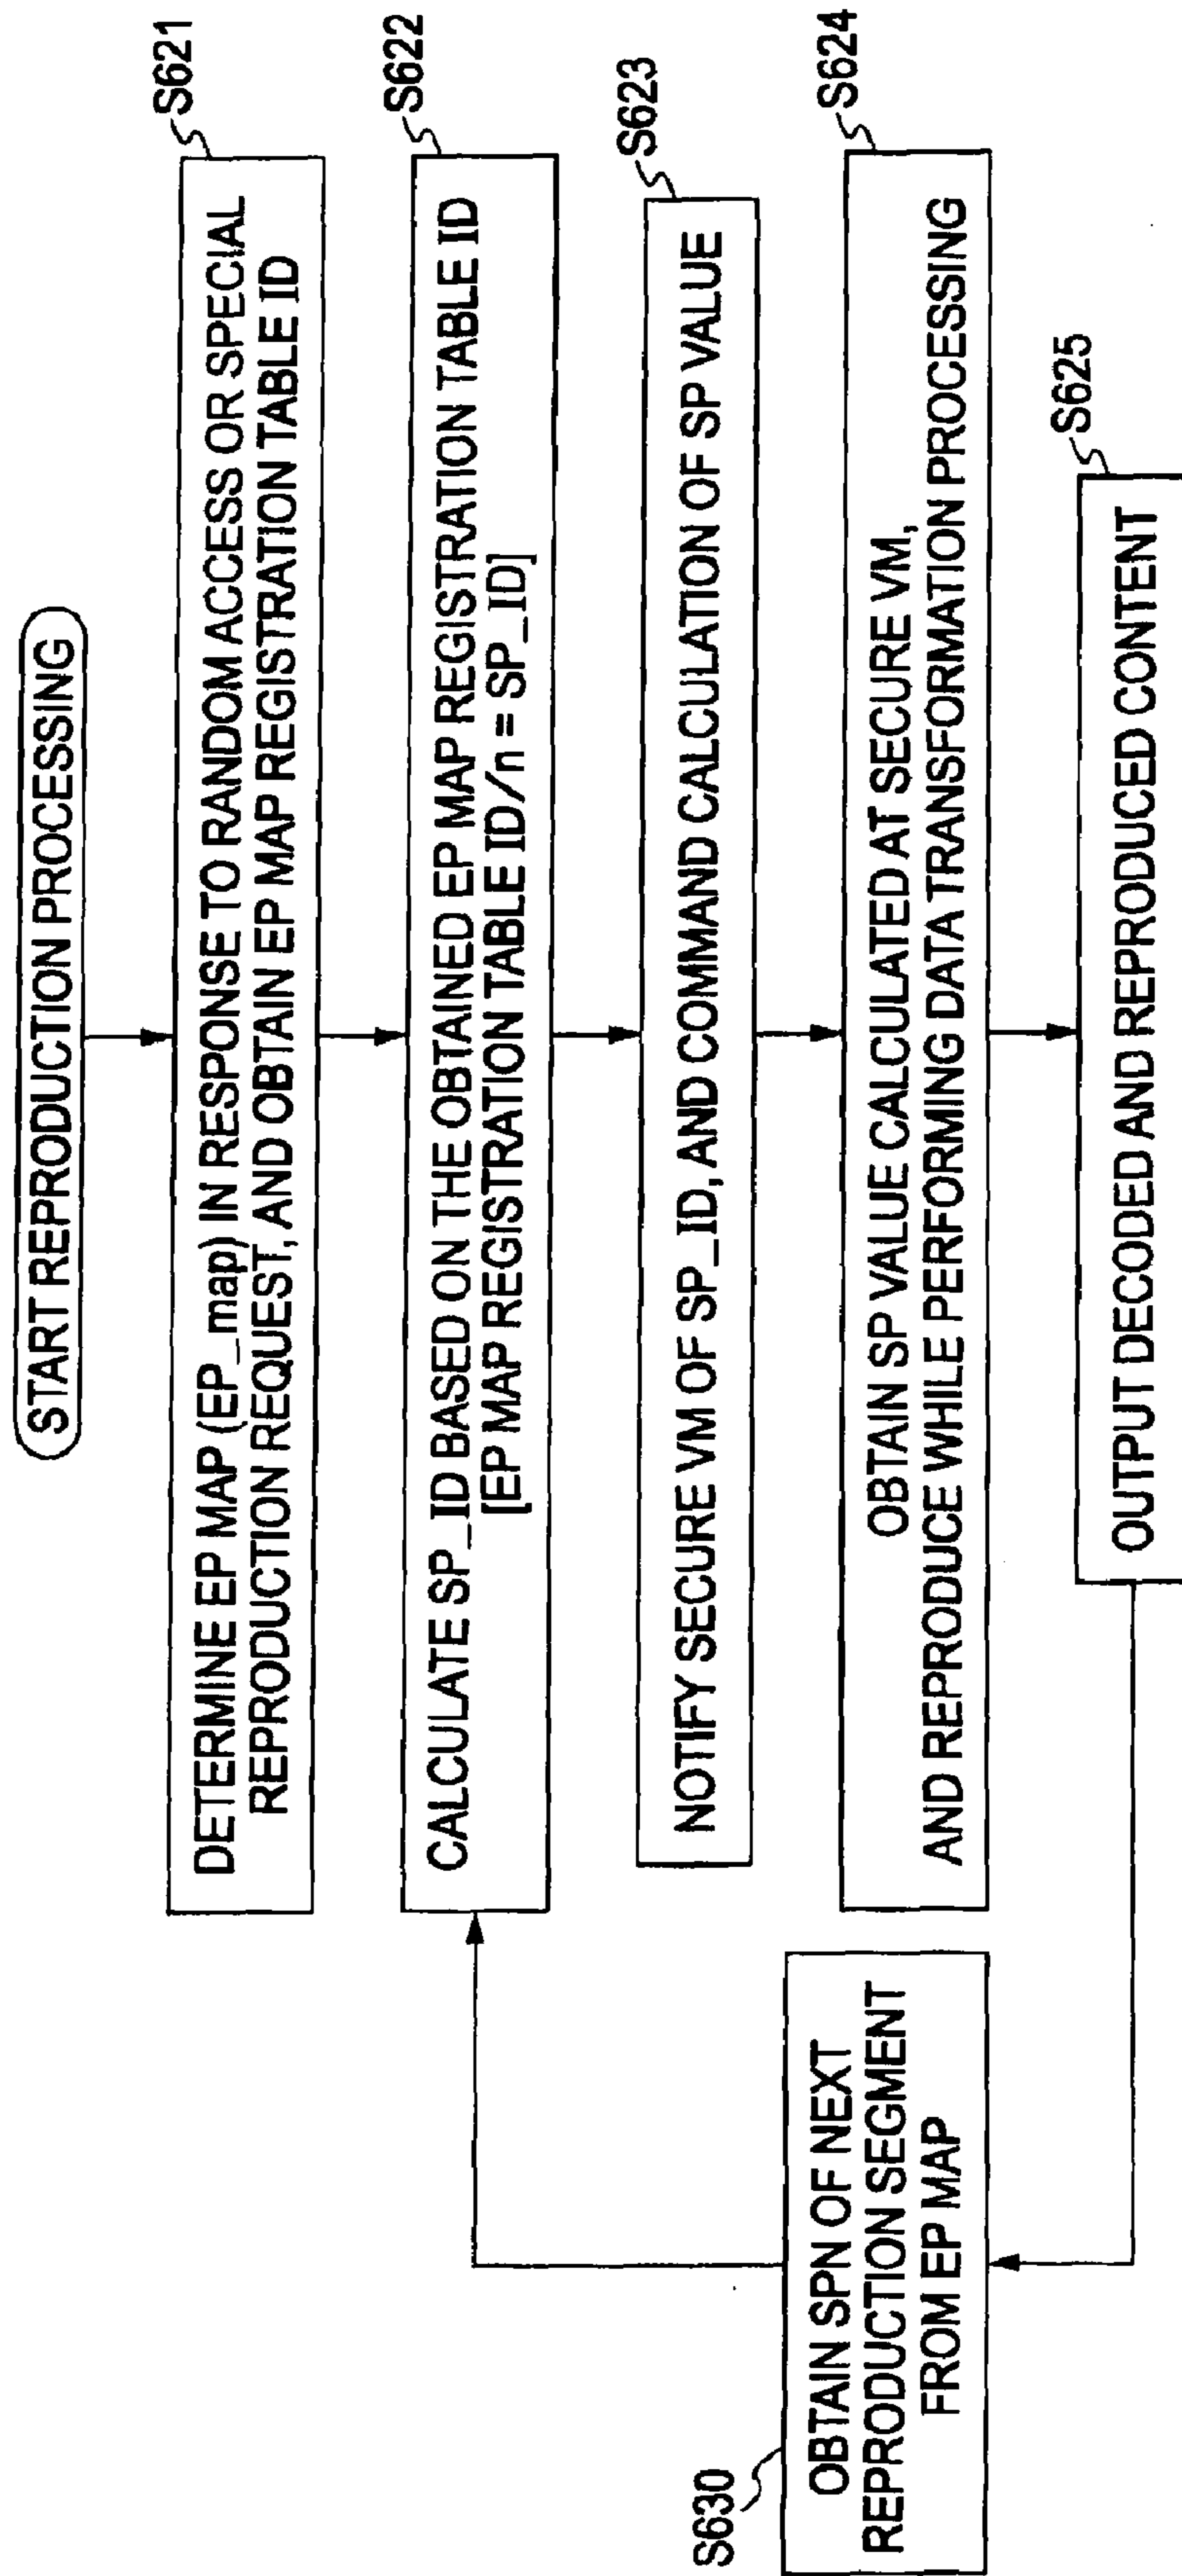 START REPRODUCTION PROCESSING
S621
DETERMINE EP MAP (EP_map) IN RESPONSE TO RANDOM ACCESS OR SPECIAL
REPRODUCTION REQUEST, AND OBTAIN EP MAP REGISTRATION TABLE ID
S622
CALCULATE SP_ID BASED ON THE OBTAINED EP MAP REGISTRATION TABLE ID
[EP MAP REGISTRATION TABLE ID/n = SP_ID]
S623
NOTIFY SECURE VM OF SP_ID, AND COMMAND CALCULATION OF SP VALUE
S624
OBTAIN SP VALUE CALCULATED AT SECURE VM,
AND REPRODUCE WHILE PERFORMING DATA TRANSFORMATION PROCESSING
S625
OUTPUT DECODED AND REPRODUCED CONTENT
S630
OBTAIN SPN OF NEXT
REPRODUCTION SEGMENT
FROM EP MAP